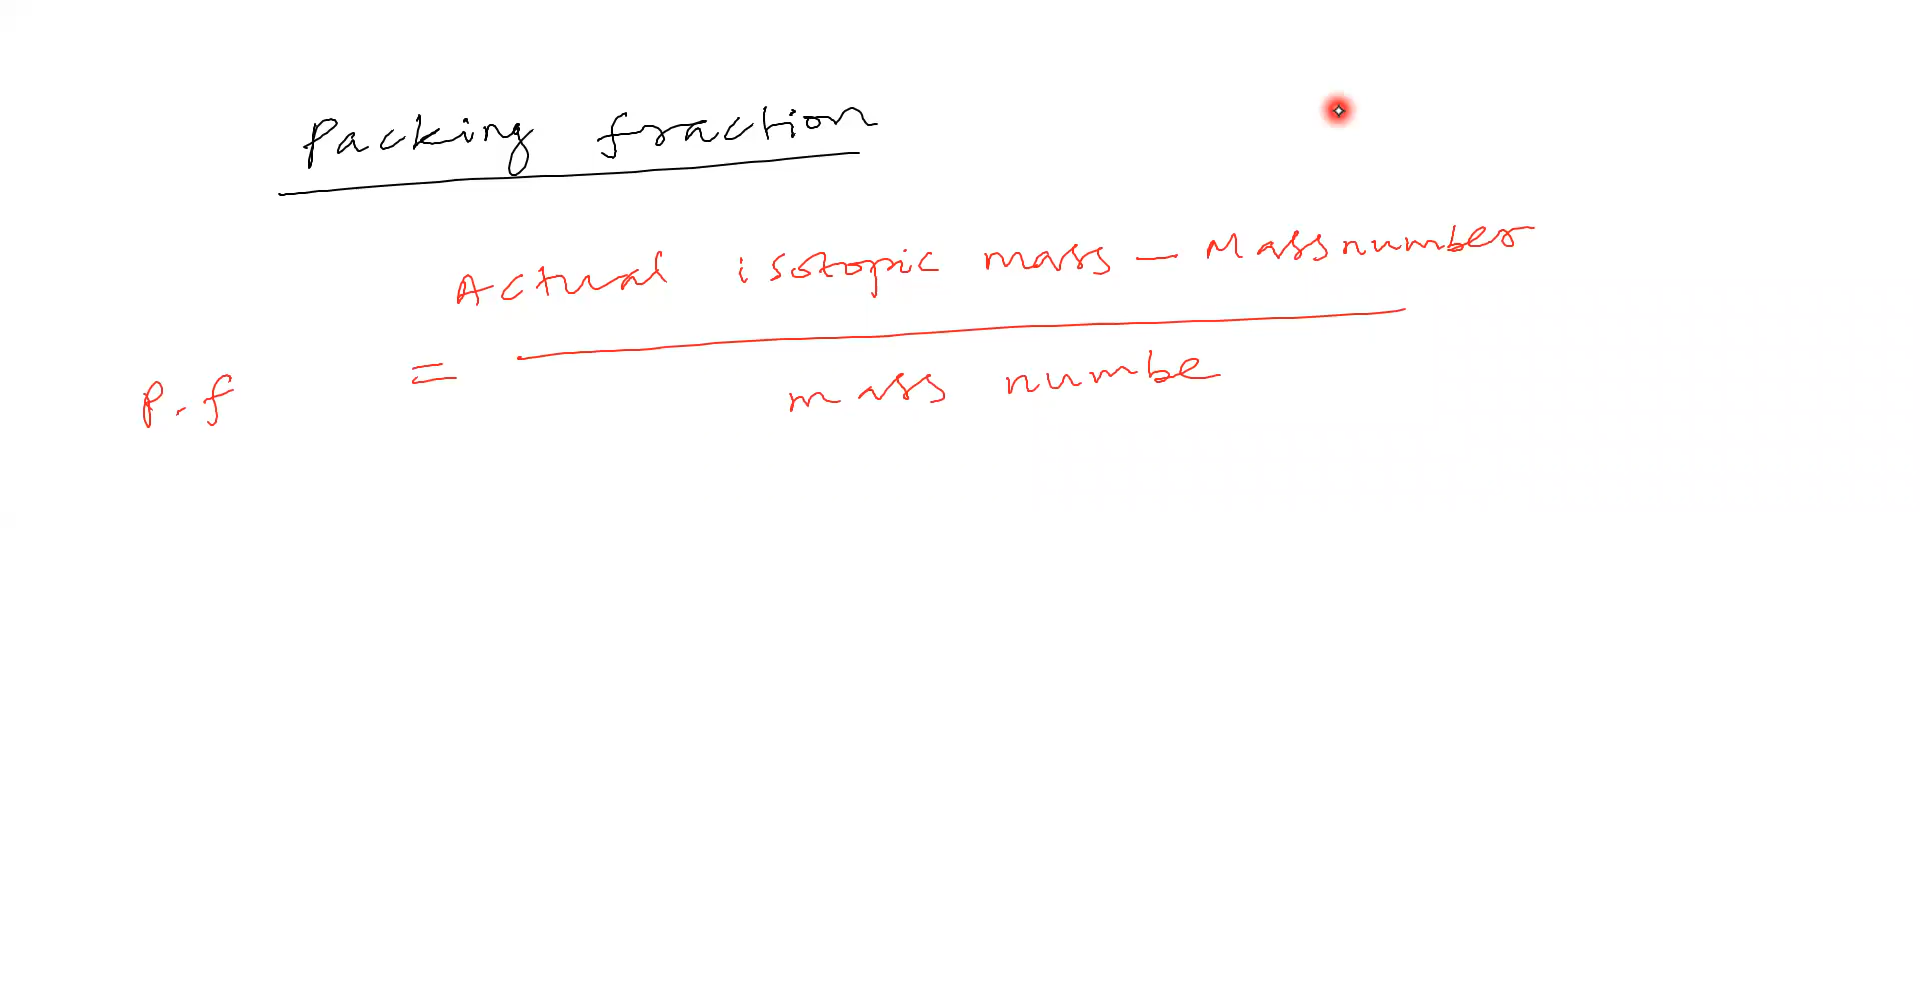 Packing fraction
Actual isotopic mass - Mass number
P.f =
mass numbe